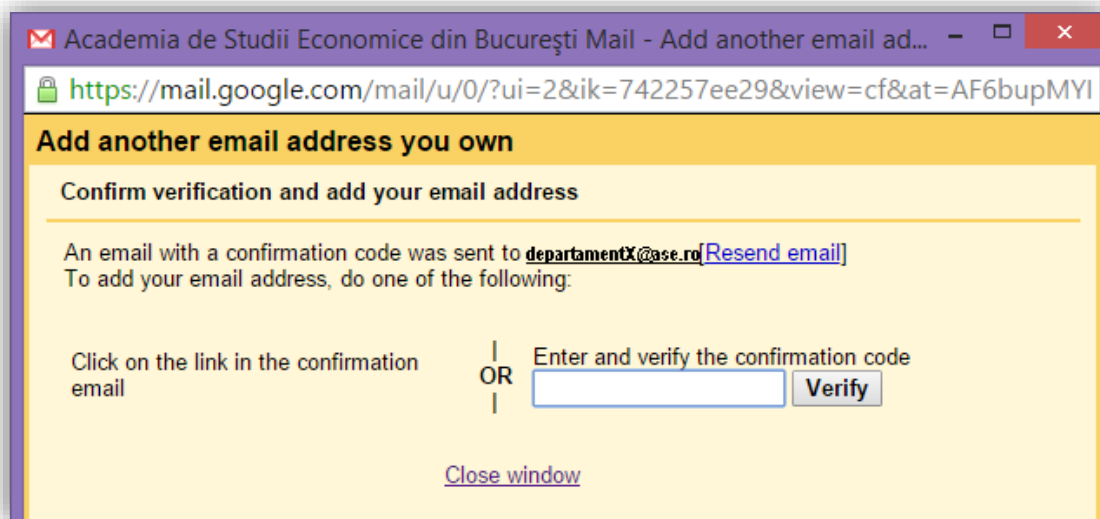 Academia de Studii Economice din Bucureşti Mail - Add another email ad...
https://mail.google.com/mail/u/0/?ui=2&ik=742257ee29&view=cf&at=AF6bupMYI
Add another email address you own
Confirm verification and add your email address
An email with a confirmation code was sent to departamentX@ase.ro[Resend email]
To add your email address, do one of the following:
Click on the link in the confirmation
email
|
OR
|
Enter and verify the confirmation code
Verify
Close window